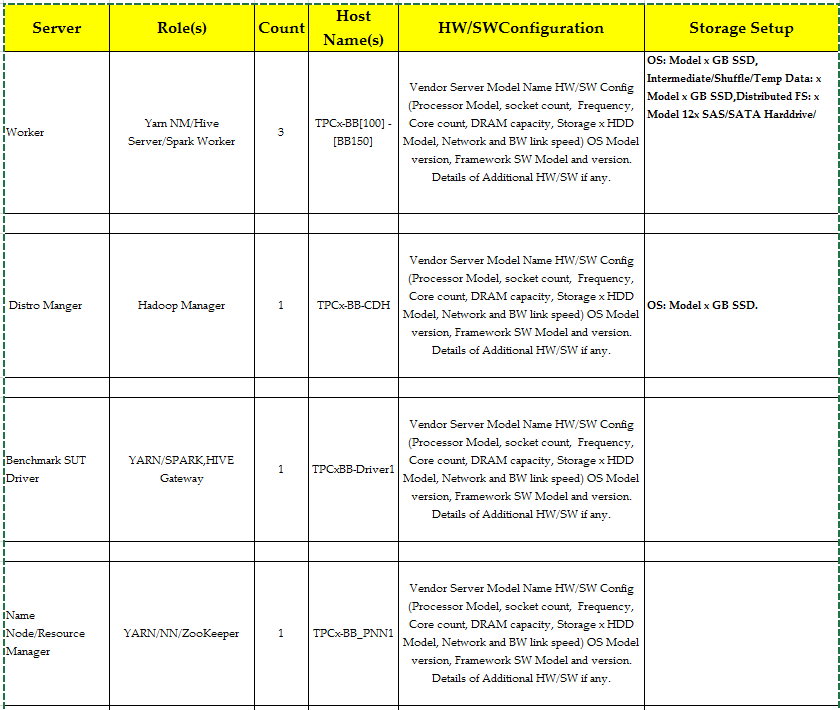 Server
Role(s)
Count
Host
Name(s)
HW/SWConfiguration
Storage Setup
Worker
Yarn NM/Hive
Server/Spark Worker
3
TPCx-BB[100] -
[BB150]
Vendor Server Model Name HW/SW Config
(Processor Model, socket count, Frequency,
Core count, DRAM capacity, Storage x HDD
Model, Network and BW link speed) OS Model
version, Framework SW Model and version.
Details of Additional HW/SW if any.
OS: Model x GB SSD,
Intermediate/Shuffle/Temp Data: x
Model x GB SSD,Distributed FS: x
Model 12x SAS/SATA Harddrive/
Distro Manger
Hadoop Manager
1
TPCx-BB-CDH
Vendor Server Model Name HW/SW Config
(Processor Model, socket count, Frequency,
Core count, DRAM capacity, Storage x HDD
Model, Network and BW link speed) OS Model
version, Framework SW Model and version.
Details of Additional HW/SW if any.
OS: Model x GB SSD.
Benchmark SUT
Driver
YARN/SPARK,HIVE
Gateway
1
TPCxBB-Driver1
Vendor Server Model Name HW/SW Config
(Processor Model, socket count, Frequency,
Core count, DRAM capacity, Storage x HDD
Model, Network and BW link speed) OS Model
version, Framework SW Model and version.
Details of Additional HW/SW if any.
Name
Node/Resource
Manager
YARN/NN/ZooKeeper
1
TPCx-BB_PNN1
Vendor Server Model Name HW/SW Config
(Processor Model, socket count, Frequency,
Core count, DRAM capacity, Storage x HDD
Model, Network and BW link speed) OS Model
version, Framework SW Model and version.
Details of Additional HW/SW if any.